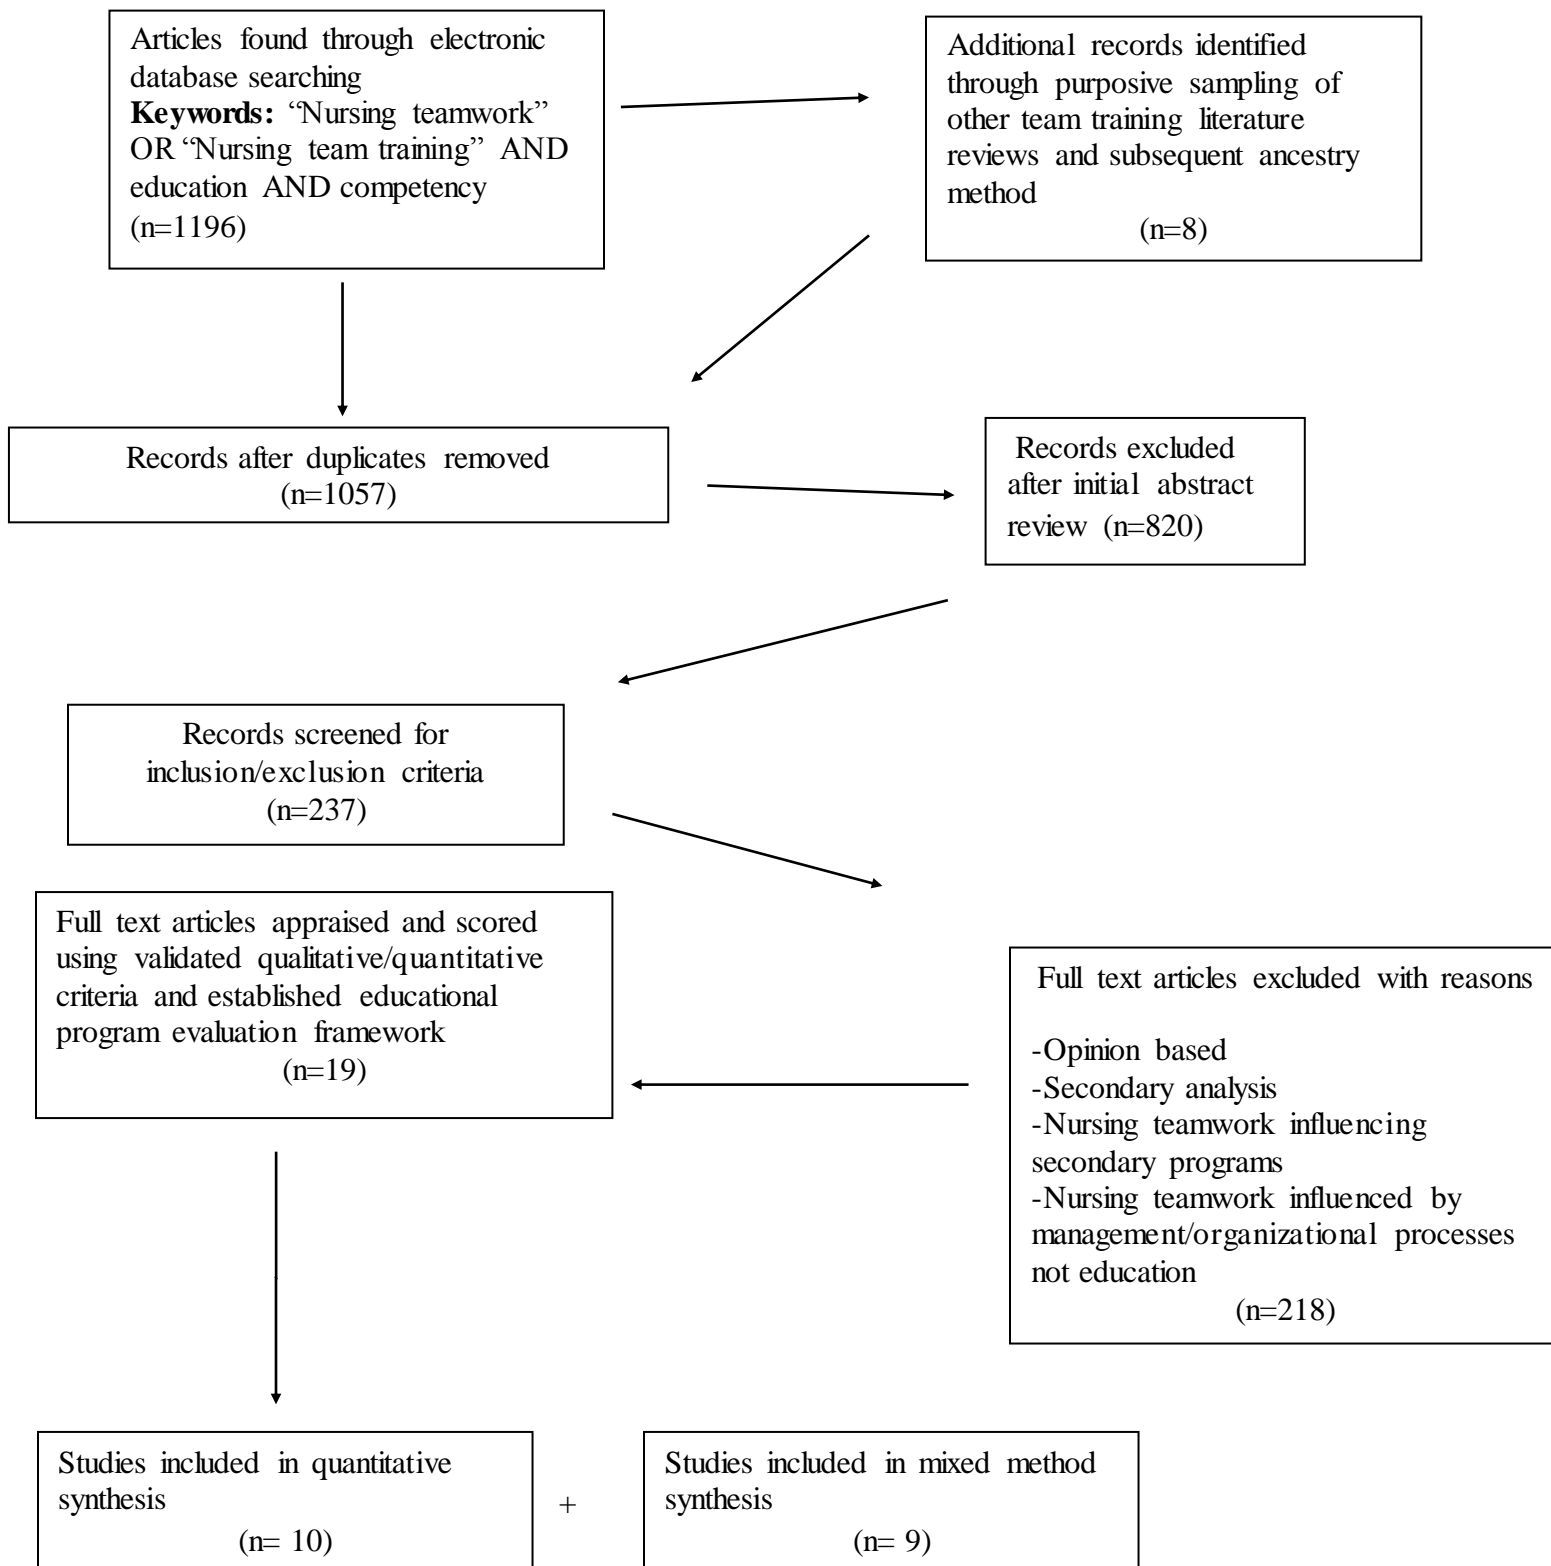 Articles found through electronic
database searching
Keywords: “Nursing teamwork”
OR “Nursing team training” AND
education AND competency
(n=1196)
Additional records identified
through purposive sampling of
other team training literature
reviews and subsequent ancestry
method
(n=8)
Records after duplicates removed
(n=1057)
Records excluded
after initial abstract
review (n=820)
Records screened for
inclusion/exclusion criteria
(n=237)
Full text articles appraised and scored
using validated qualitative/quantitative
criteria and established educational
program evaluation framework
(n=19)
Full text articles excluded with reasons
-Opinion based
-Secondary analysis
-Nursing teamwork influencing
secondary programs
-Nursing teamwork influenced by
management/organizational processes
not education
(n=218)
Studies included in quantitative
synthesis
(n= 10)
+
Studies included in mixed method
synthesis
(n= 9)